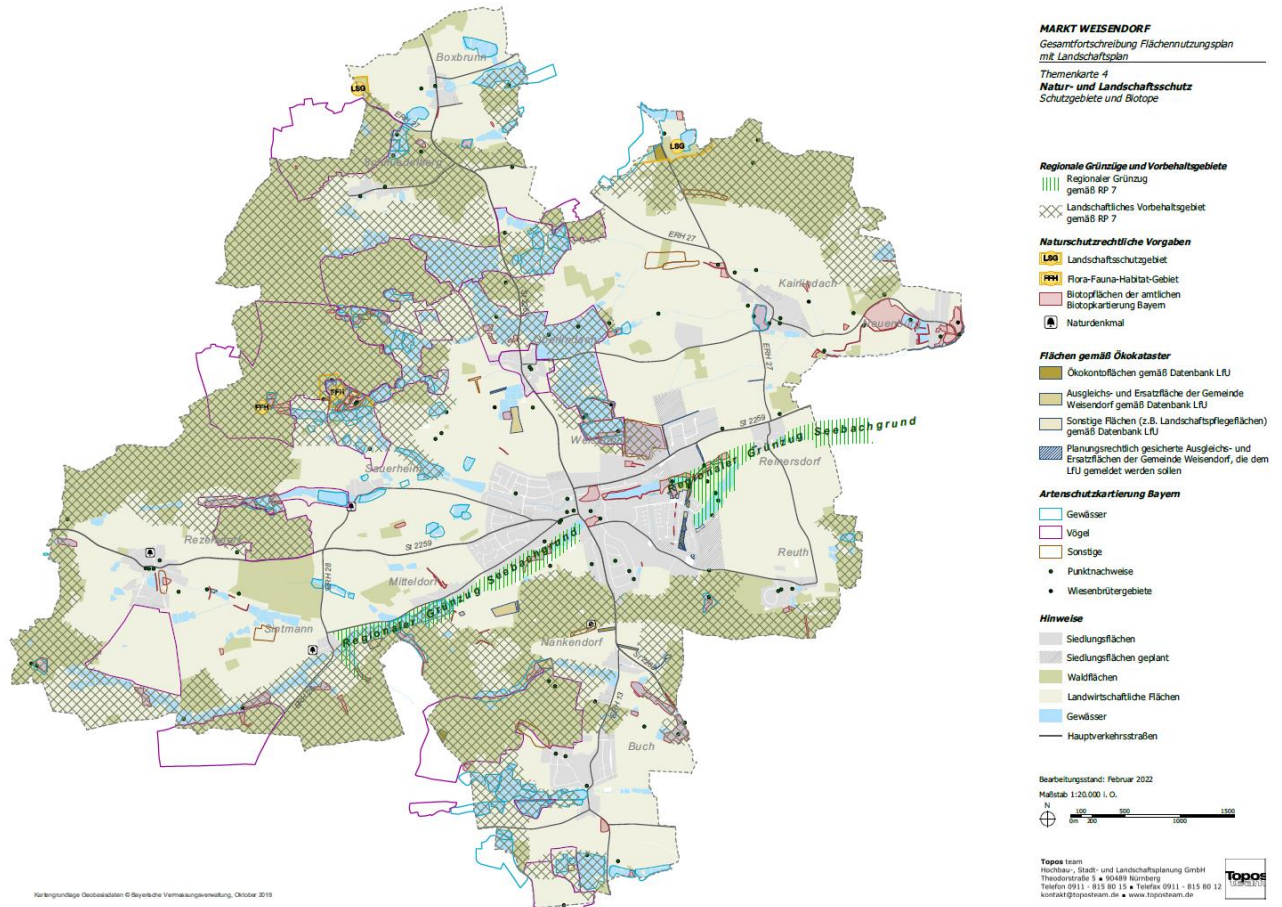 MARKT WEISENDORF
Gesamtfortschreibung Flächennutzungsplan
mit Landschaftsplan
Themenkarte 4
Natur- und Landschaftsschutz
Schutzgebiete und Biotope
Regionale Grünzüge und Vorbehaltsgebiete
Regionaler Grünzug
gemäß RP 7
Landschaftliches Vorbehaltsgebiet
gemäß RP 7
Naturschutzrechtliche Vorgaben
LSG Landschaftsschutzgebiet
FFH Flora-Fauna-Habitat-Gebiet
Biotopflächen der amtlichen
Biotopkartierung Bayern
Naturdenkmal
Flächen gemäß Ökokataster
Ökokontoflächen gemäß Datenbank LfU
Ausgleichs- und Ersatzfläche der Gemeinde
Weisendorf gemäß Datenbank LfU
Sonstige Flächen (z.B. Landschaftspflegeflächen)
gemäß Datenbank LfU
Planungsrechtlich gesicherte Ausgleichs- und
Ersatzflächen der Gemeinde Weisendorf, die dem
LfU gemeldet werden sollen
Artenschutzkartierung Bayern
Gewässer
Vögel
Sonstige
Punktnachweise
Wiesenbrütergebiete
Hinweise
Siedlungsflächen
Siedlungsflächen geplant
Waldflächen
Landwirtschaftliche Flächen
Gewässer
Hauptverkehrsstraßen
Bearbeitungsstand: Februar 2022
Maßstab 1:20.000 i. O.
N
100 500 1500
0m 200 1000
Topos team
Hochbau-, Stadt- und Landschaftsplanung GmbH
Theodorstraße 5 ▪ 90489 Nürnberg
Telefon 0911 - 815 80 15 ▪ Telefax 0911 - 815 80 12
kontakt@toposteam.de ▪ www.toposteam.de
Topos
team
Boxbrunn
LSG
ERH 27
LSG
ERH 27
Kairlindach
ERH 27
FFH
FFH
St 2259
Regionaler Grünzug Seebachgrund
Reinersdorf
Sauerheim
Rezelsdorf
St 2259
Reuth
ERH 28
Mitteldorf
Regionaler Grünzug Seebachgrund
Sintmann
Nankendorf
ERH 13
Buch
Kartengrundlage Geobasisdaten © Bayerische Vermessungsverwaltung, Oktober 2019